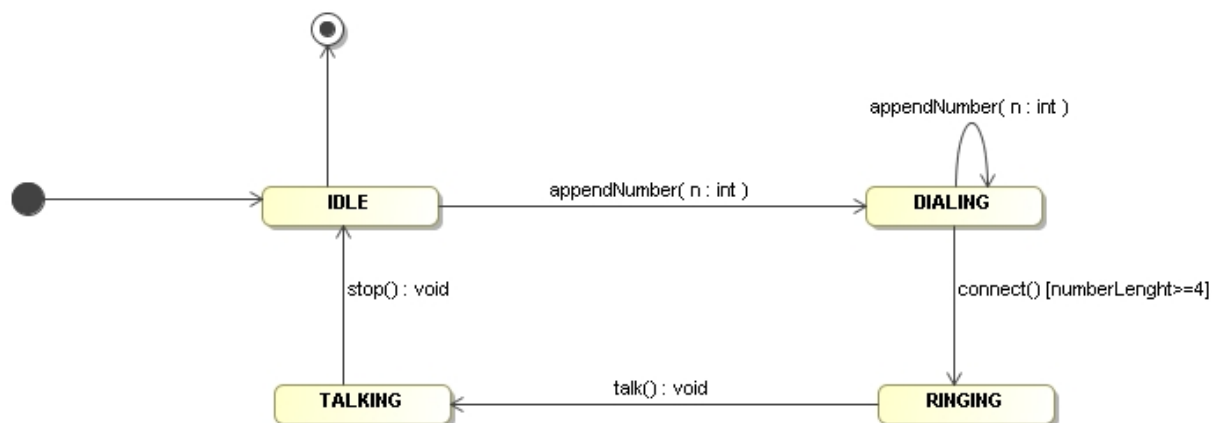 appendNumber( n : int )
IDLE
appendNumber( n : int )
DIALING
stop() : void
connect() [numberLenght>=4]
TALKING
talk() : void
RINGING